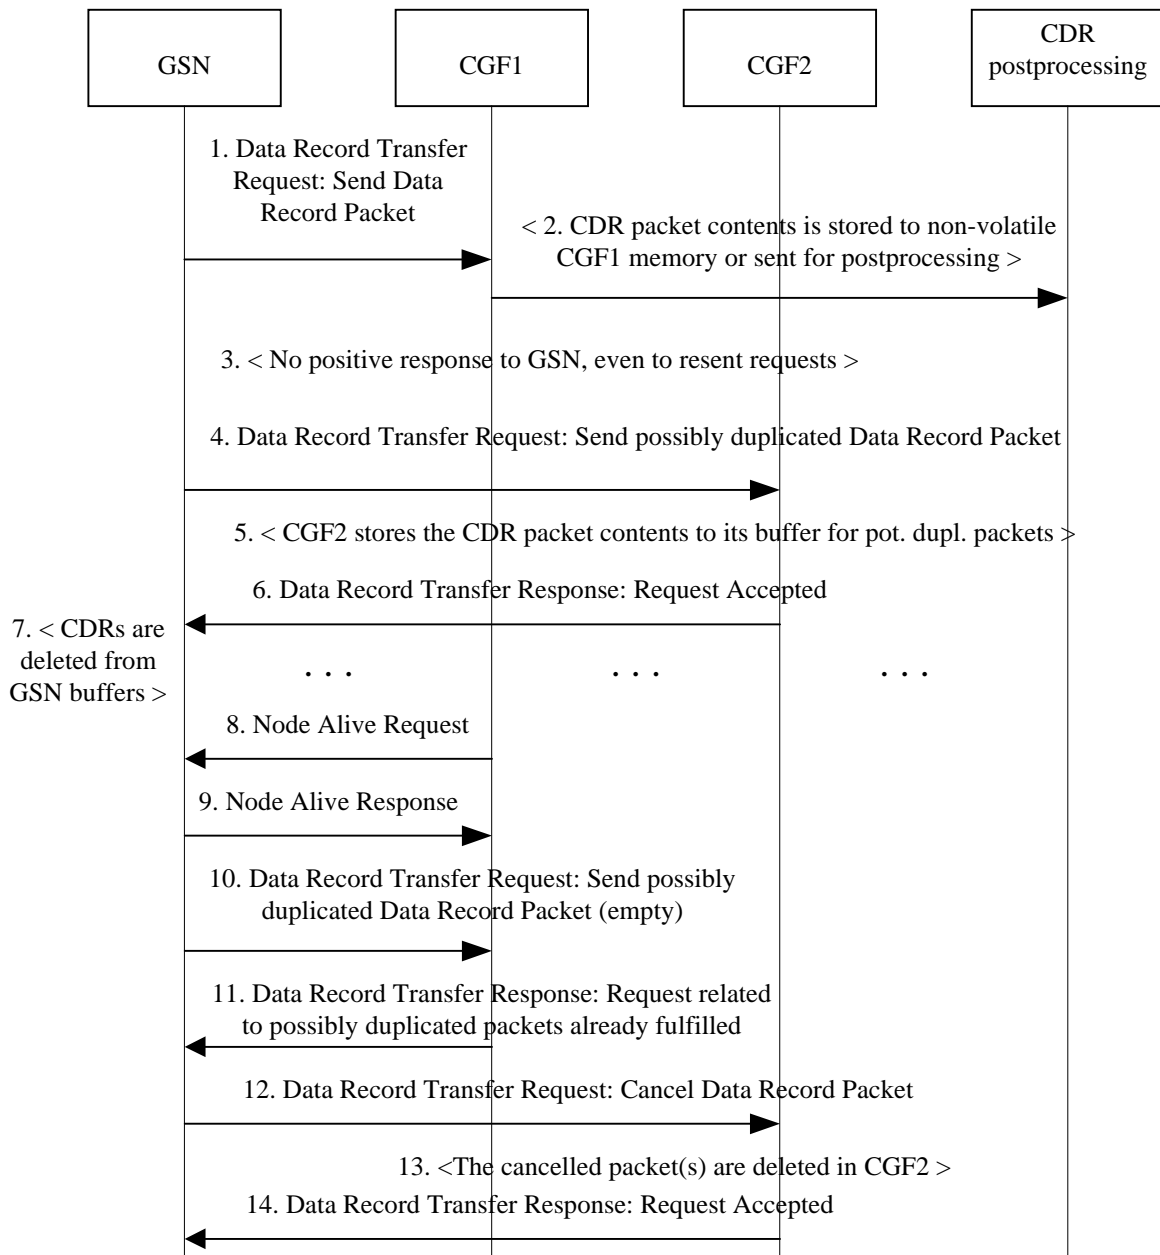 GSN
CGF1
CGF2
CDR
postprocessing
1. Data Record Transfer
Request: Send Data
Record Packet
< 2. CDR packet contents is stored to non-volatile
CGF1 memory or sent for postprocessing >
3. < No positive response to GSN, even to resent requests >
4. Data Record Transfer Request: Send possibly duplicated Data Record Packet
5. < CGF2 stores the CDR packet contents to its buffer for pot. dupl. packets >
6. Data Record Transfer Response: Request Accepted
7. < CDRs are
deleted from
GSN buffers >
. . .
. . .
. . .
8. Node Alive Request
9. Node Alive Response
10. Data Record Transfer Request: Send possibly
duplicated Data Record Packet (empty)
11. Data Record Transfer Response: Request related
to possibly duplicated packets already fulfilled
12. Data Record Transfer Request: Cancel Data Record Packet
13. <The cancelled packet(s) are deleted in CGF2 >
14. Data Record Transfer Response: Request Accepted